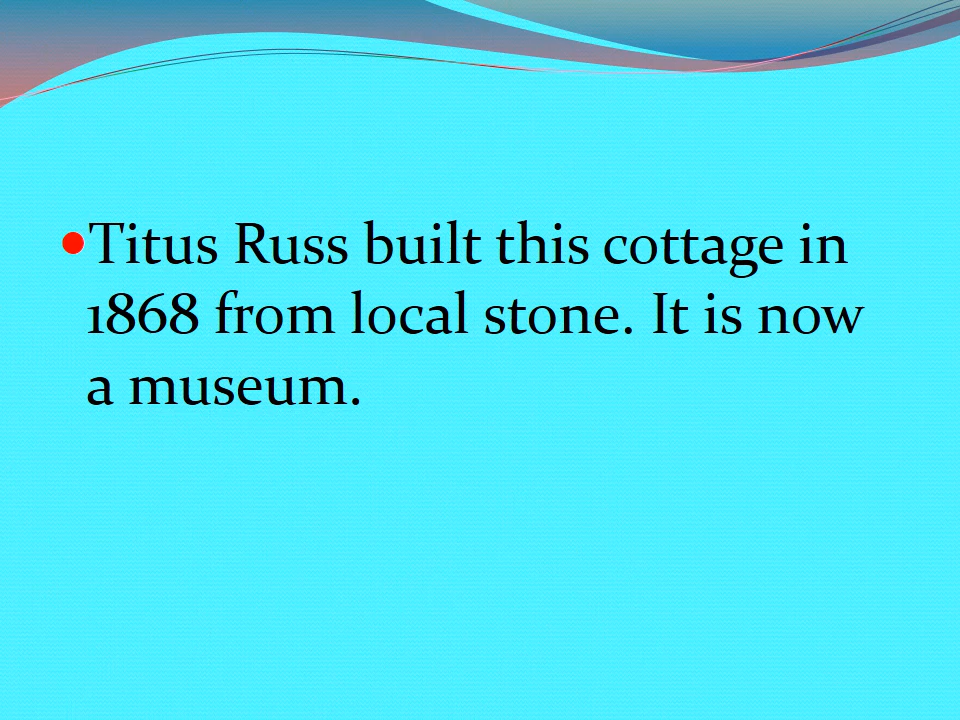 •Titus Russ built this cottage in
1868 from local stone. It is now
a museum.